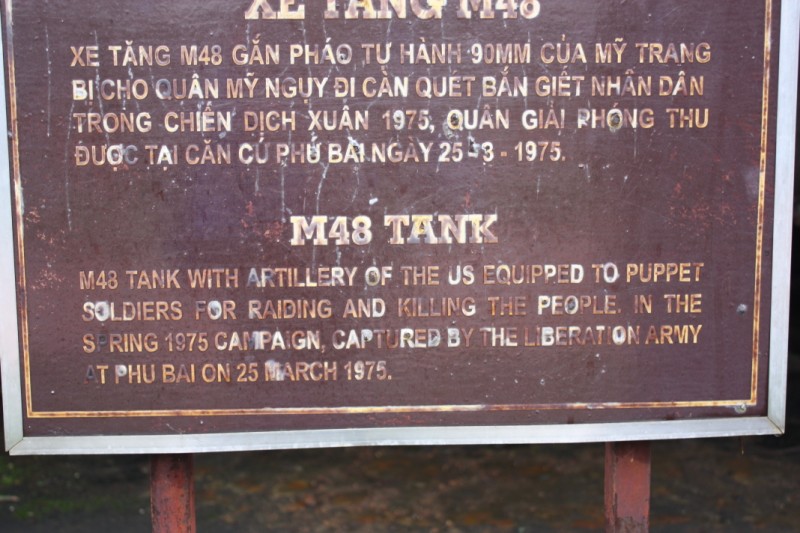 XE TĂNG M48
XE TĂNG M48 GẮN PHÁO TỰ HÀNH 90MM CỦA MỸ TRANG
BỊ CHO QUÂN MỸ NGỤY ĐI CÀN QUÉT BẮN GIẾT NHÂN DÂN
TRONG CHIẾN DỊCH XUÂN 1975, QUÂN GIẢI PHÓNG THU
ĐƯỢC TẠI CĂN CỨ PHÚ BÀI NGÀY 25 - 3 - 1975.
M48 TANK
M48 TANK WITH ARTILLERY OF THE US EQUIPPED TO PUPPET
SOLDIERS FOR RAIDING AND KILLING THE PEOPLE. IN THE
SPRING 1975 CAMPAIGN, CAPTURED BY THE LIBERATION ARMY
AT PHU BAI ON 25 MARCH 1975.